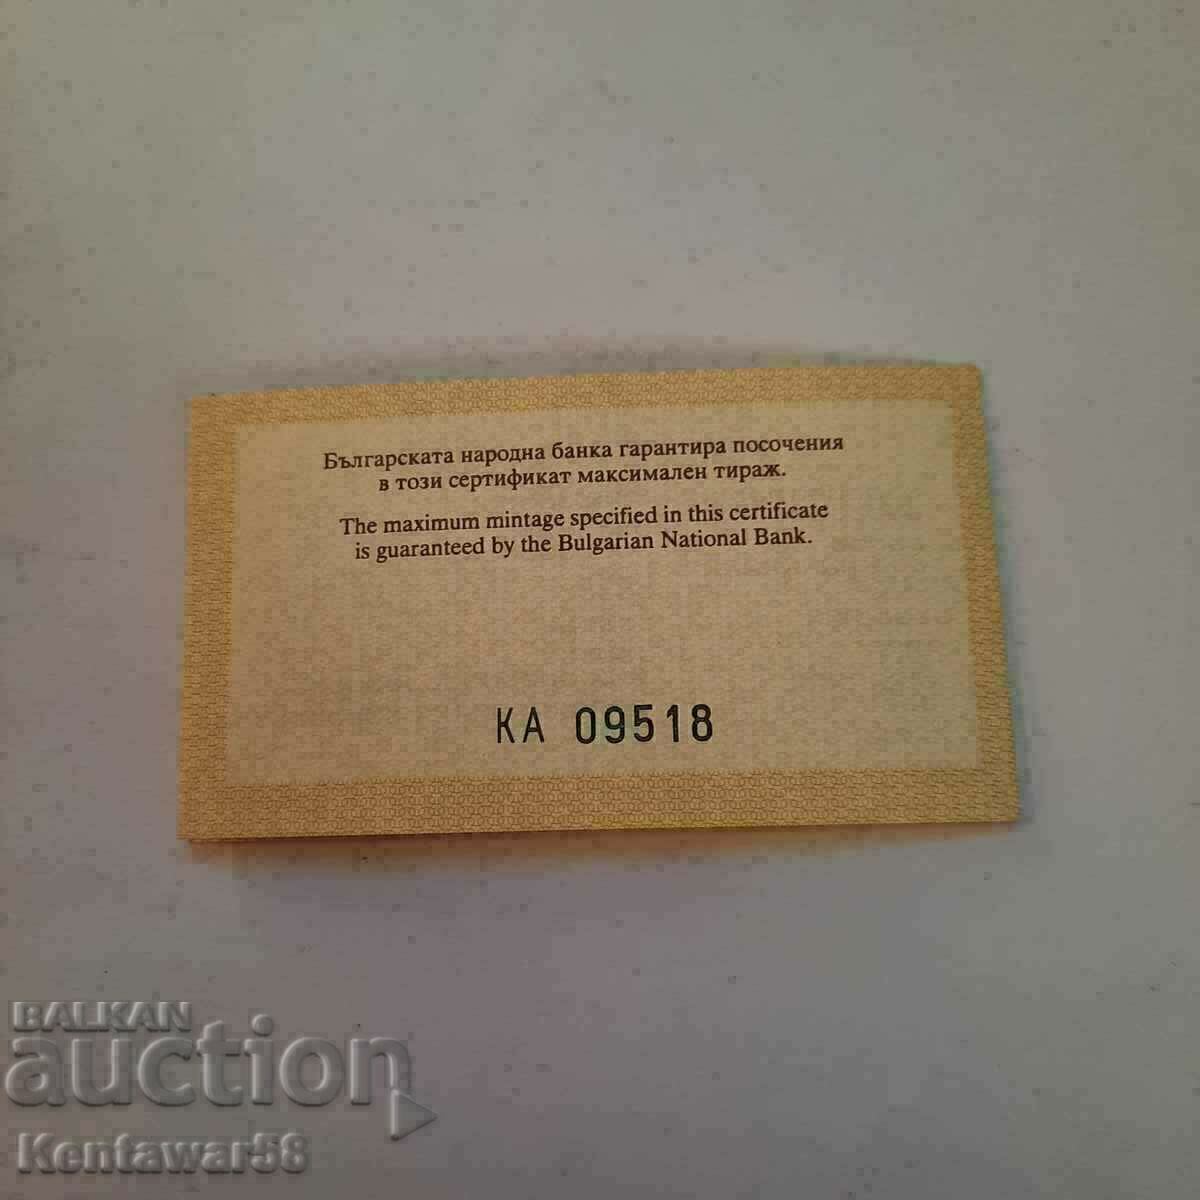 Българската народна банка гарантира посочения
в този сертификат максимален тираж.
The maximum mintage specified in this certificate
is guaranteed by the Bulgarian National Bank.
КА 09518
BALKAN
auction
Kentawar58